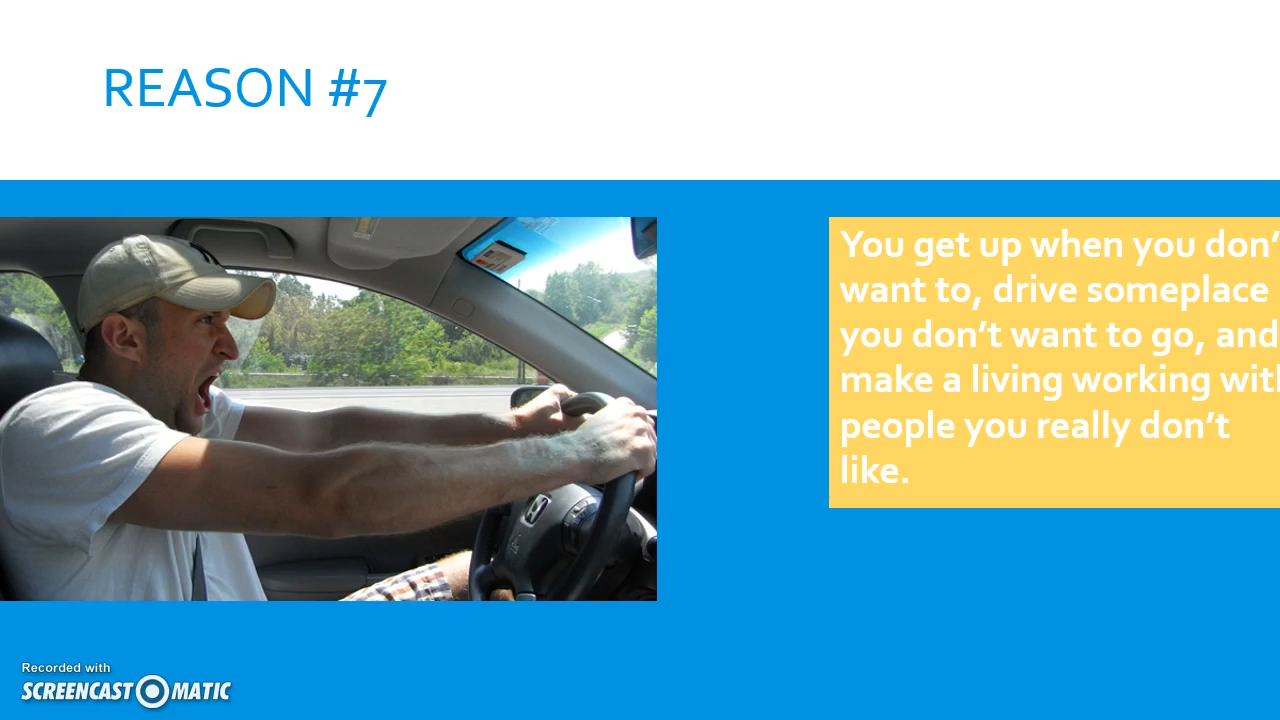 REASON #7
You get up when you don'
want to, drive someplace
you don't want to go, and
make a living working with
people you really don't
like.
Recorded with
SCREENCAST MATIC